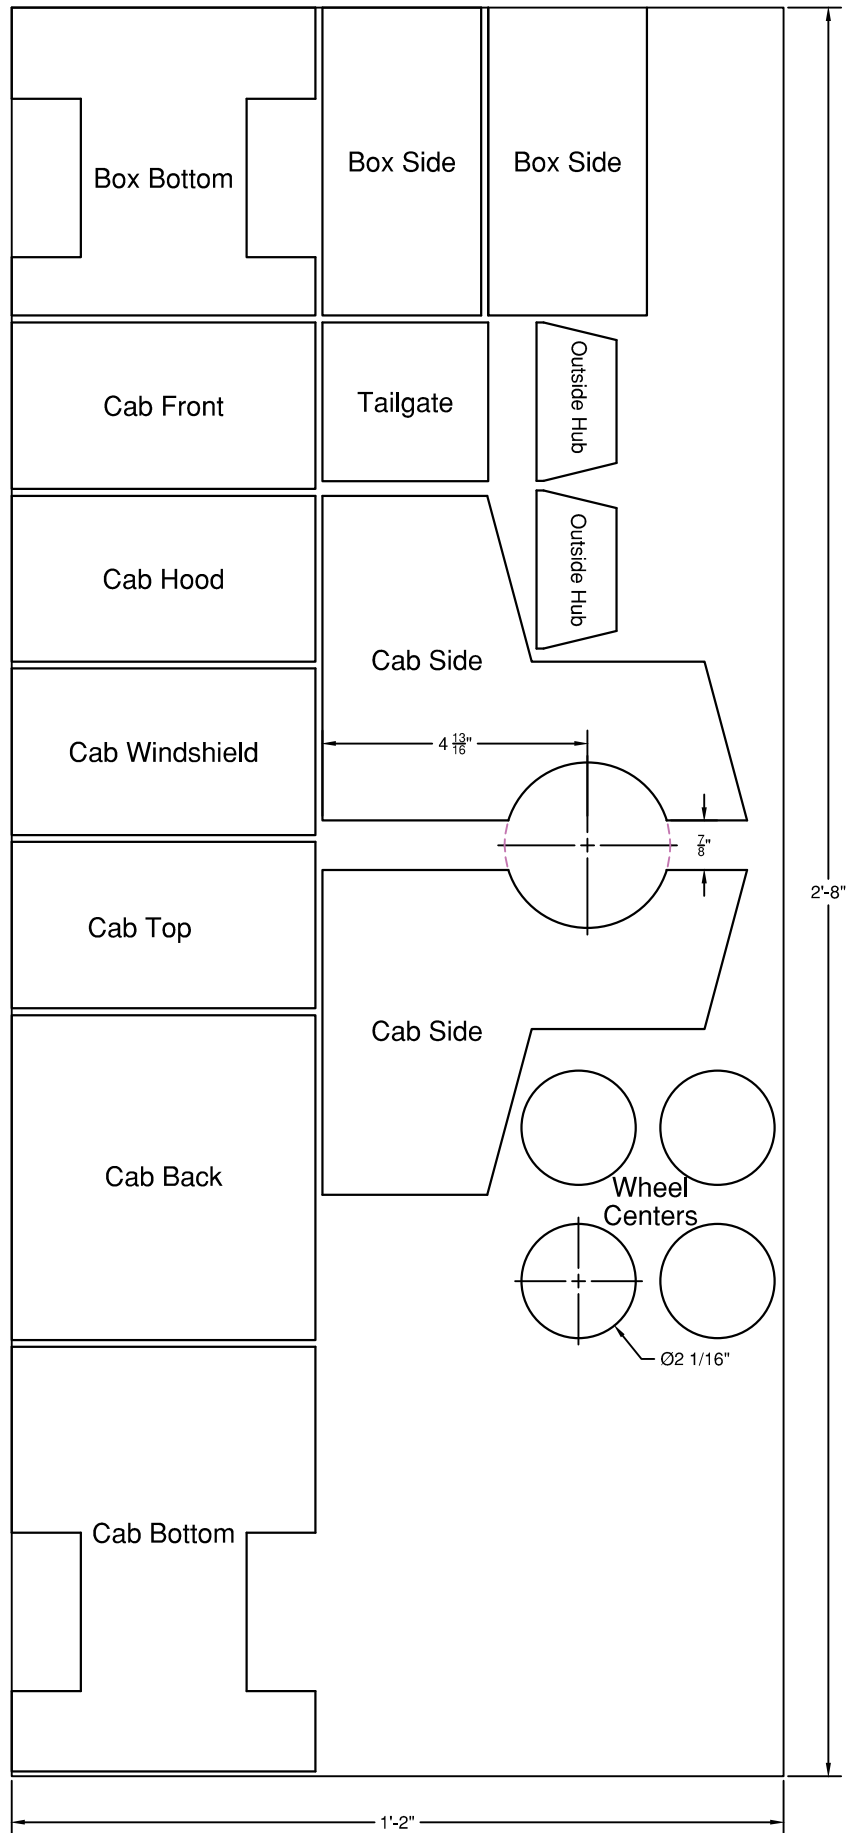 Box Bottom
Box Side
Box Side
Cab Front
Tailgate
Outside Hub
Cab Hood
Outside Hub
Cab Side
4 13/16"
Cab Windshield
7/8"
2'-8"
Cab Top
Cab Side
Cab Back
Wheel
Centers
Ø2 1/16"
Cab Bottom
1'-2"